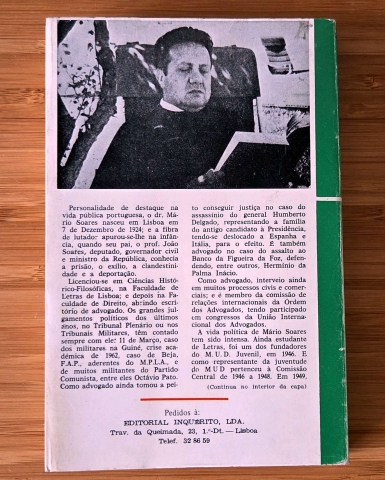 Personalidade de destaque na
vida pública portuguesa, o dr. Má-
rio Soares nasceu em Lisboa em
7 de Dezembro de 1924; e a fi-
bra de lutador: apurou-se-lhe na infân-
cia, quando seu pai, o prof. João
Soares, deputado, governador civil
e ministro da República, conhecia
a prisão, o exílio, a clandestini-
dade e a deportação.
Licenciou-se em Ciências Histó-
rico-Filosóficas, na Faculdade de
Letras de Lisboa; e depois na Fa-
culdade de Direito, abrindo escri-
tório de advogado. Os grandes jul-
gamentos políticos dos últimos
anos, no Tribunal Plenário ou nos
Tribunais Militares, têm contado
sempre com ele! 11 de Março, caso
dos militares na Guiné, crise aca-
démica de 1962, caso de Beja,
F.A.P., aderentes do M.P.L.A., e
de muitos militantes do Partido
Comunista, entre eles Octávio Pato.
Como advogado ainda tomou a pei-
to conseguir justiça no caso do
assassínio do general Humberto
Delgado, representando a família
do antigo candidato à Presidência,
tendo-se deslocado a Espanha e
Itália, para o efeito. É também
advogado no caso do assalto ao
Banco da Figueira da Foz, defen-
dendo, entre outros, Hermínio da
Palma Inácio.
Como advogado, interveio ainda
em muitos processos civis e comer-
ciais; e é membro da comissão de
relações internacionais da Ordem
dos Advogados, tendo participado
em congressos da União Interna-
cional dos Advogados.
A vida política de Mário Soares
tem sido intensa. Ainda estudante
de Letras, foi um dos fundadores
do M.U.D. Juvenil, em 1946. E
como representante da juventude
do MUD pertenceu à Comissão
Central de 1946 a 1948. Em 1949,
(Continua no interior da capa)
Pedidos à:
EDITORIAL INQUÉRITO, LDA.
Trav. da Queimada, 23, 1.º-Dt. — Lisboa
Telef. 32 86 59